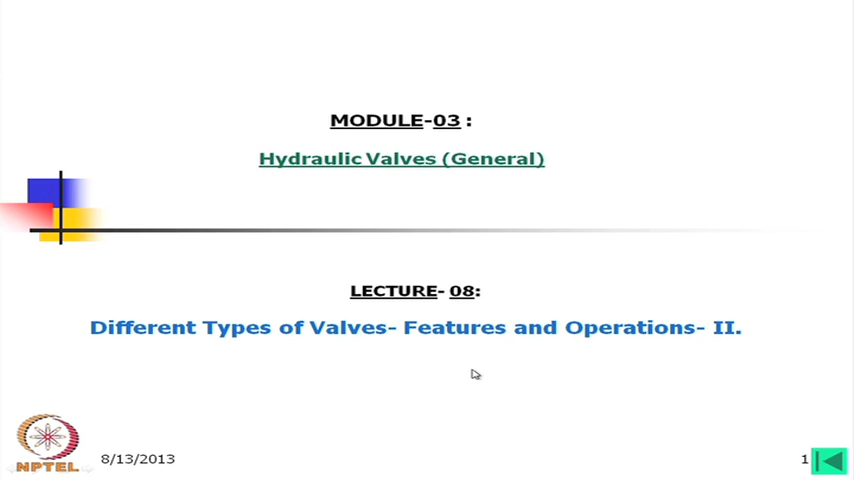 MODULE-03 :
Hydraulic Valves (General)
LECTURE- 08:
Different Types of Valves- Features and Operations- II.
NPTEL
8/13/2013
1